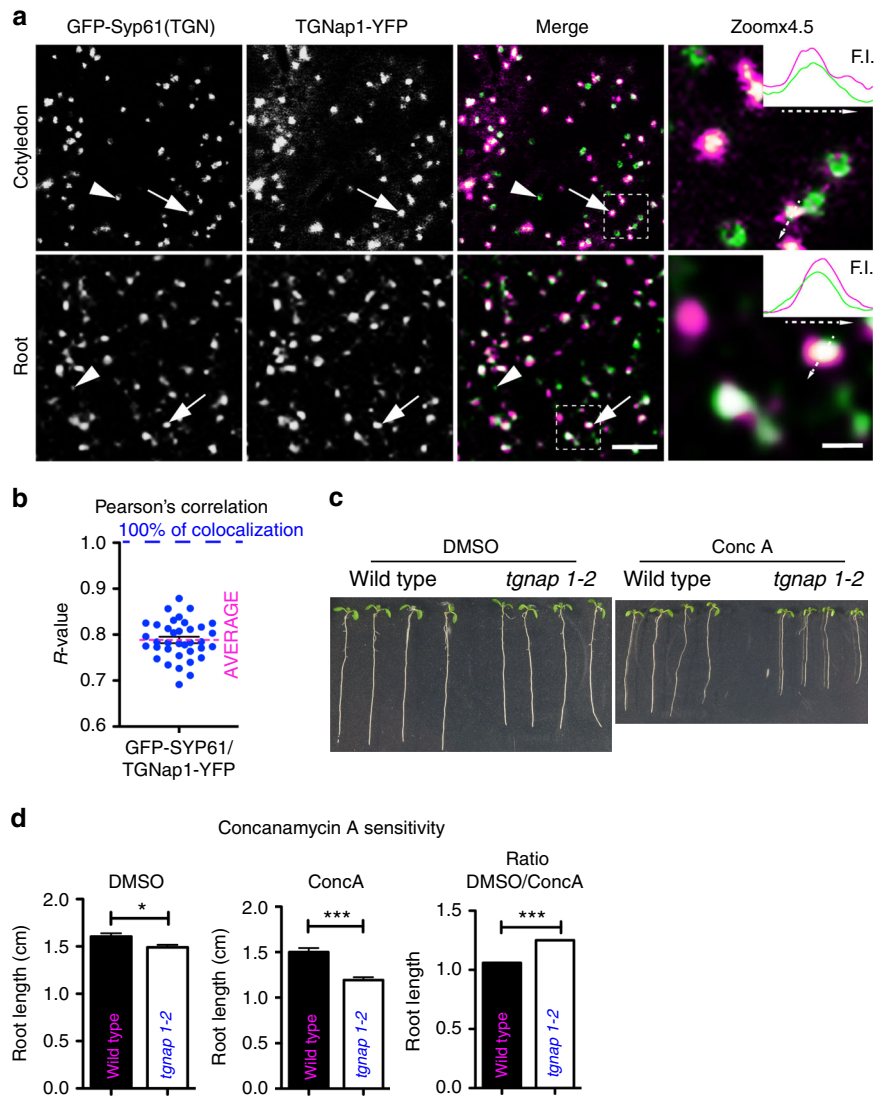 a
GFP-Syp61(TGN) TGNap1-YFP Merge Zoomx4.5
Cotyledon
F.I.
Root
F.I.
b
Pearson's correlation
100% of colocalization
1.0
0.9
0.8
0.7
0.6
R-value
AVERAGE
GFP-SYP61/
TGNap1-YFP
c
DMSO Conc A
Wild type tgnap 1-2 Wild type tgnap 1-2
d
Concanamycin A sensitivity
DMSO
2.0
1.5
1.0
0.5
0.0
Root length (cm)
*
Wild type
tgnap 1-2
ConcA
2.0
1.5
1.0
0.5
0.0
Root length (cm)
***
Wild type
tgnap 1-2
Ratio
DMSO/ConcA
1.5
1.0
0.5
0.0
Root length
***
Wild type
tgnap 1-2